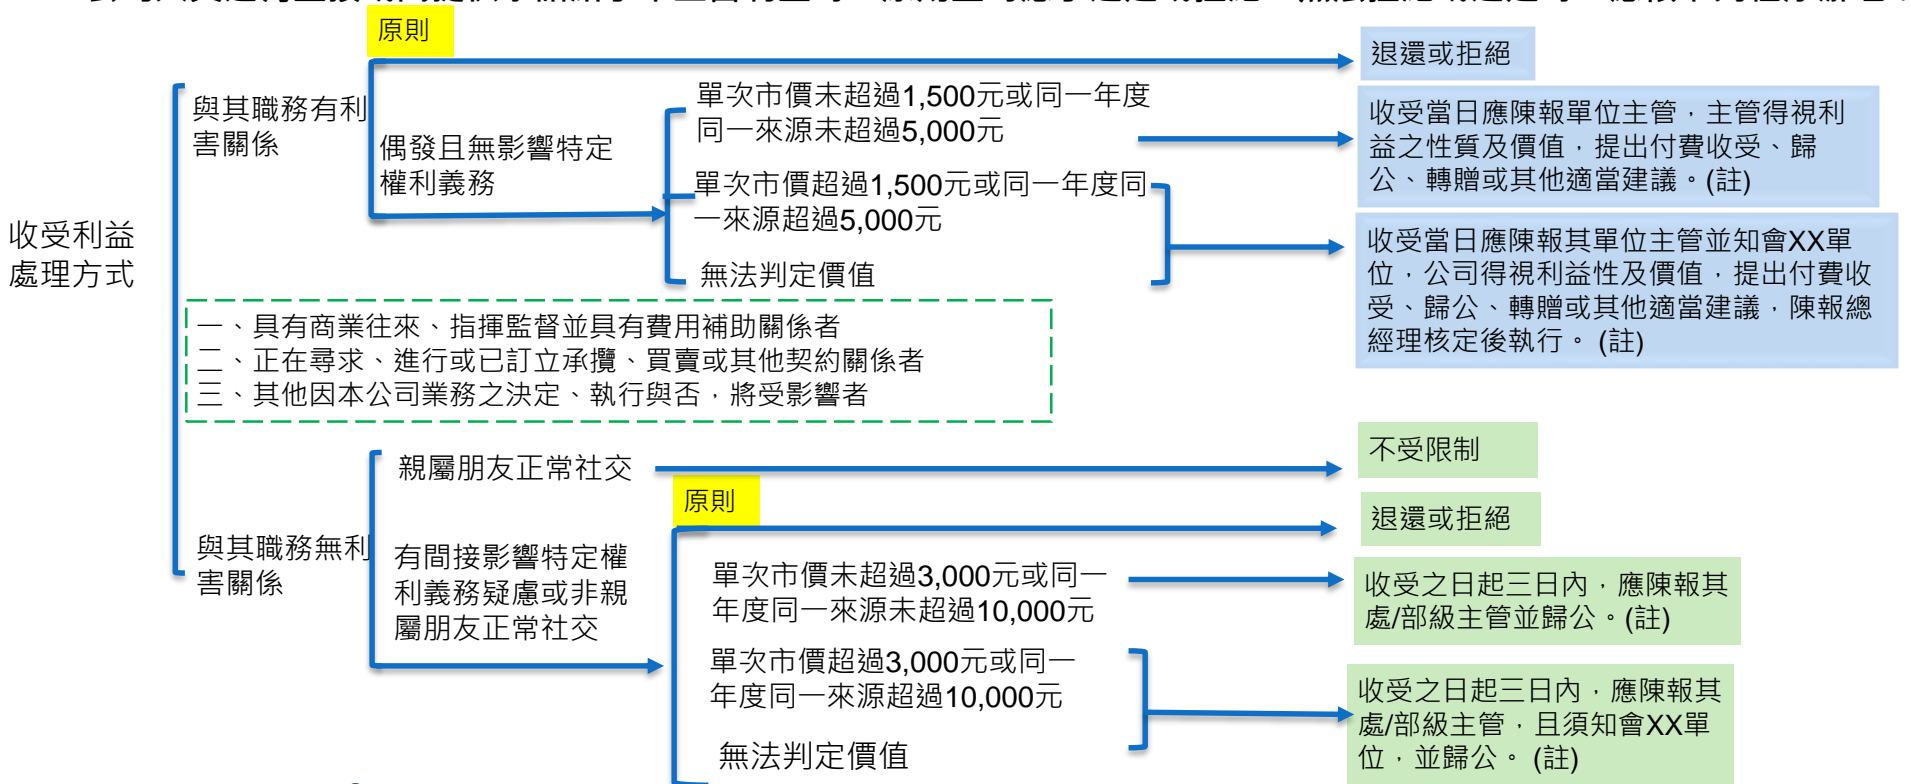 原則
退還或拒絕
與其職務有利
害關係
單次市價未超過1,500元或同一年度
同一來源未超過5,000元
收受當日應陳報單位主管，主管得視利
益之性質及價值，提出付費收受、歸
公、轉贈或其他適當建議。(註)
偶發且無影響特定
權利義務
單次市價超過1,500元或同一年度同
一來源超過5,000元
無法判定價值
收受當日應陳報其單位主管並知會XX單
位，公司得視利益性及價值，提出付費收
受、歸公、轉贈或其他適當建議，陳報總
經理核定後執行。(註)
收受利益
處理方式
一、具有商業往來、指揮監督並具有費用補助關係者
二、正在尋求、進行或已訂立承攬、買賣或其他契約關係者
三、其他因本公司業務之決定、執行與否，將受影響者
親屬朋友正常社交
不受限制
原則
退還或拒絕
與其職務無利
害關係
有間接影響特定權
利義務疑慮或非親
屬朋友正常社交
單次市價未超過3,000元或同一
年度同一來源未超過10,000元
收受之日起三日內，應陳報其
處/部級主管並歸公。(註)
單次市價超過3,000元或同一
年度同一來源超過10,000元
無法判定價值
收受之日起三日內，應陳報其
處/部級主管，且須知會XX單
位，並歸公。(註)